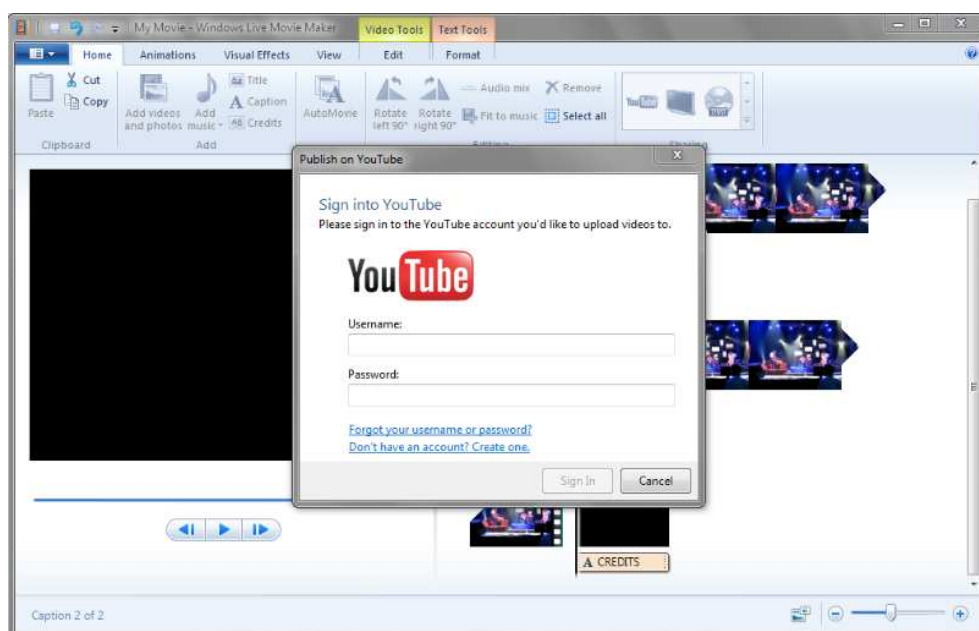 My Movie - Windows Live Movie Maker
Video Tools
Text Tools
Home
Animations
Visual Effects
View
Edit
Format
Paste
Cut
Copy
Clipboard
Add videos
and photos
Add
music
Title
Caption
Credits
Add
AutoMovie
Rotate
left 90°
Rotate
right 90°
Audio mix
Fit to music
Remove
Select all
YouTube
Publish on YouTube
Sign into YouTube
Please sign in to the YouTube account you'd like to upload videos to.
YouTube
Username:
Password:
Forgot your username or password?
Don't have an account? Create one.
Sign In
Cancel
A CREDITS
Caption 2 of 2